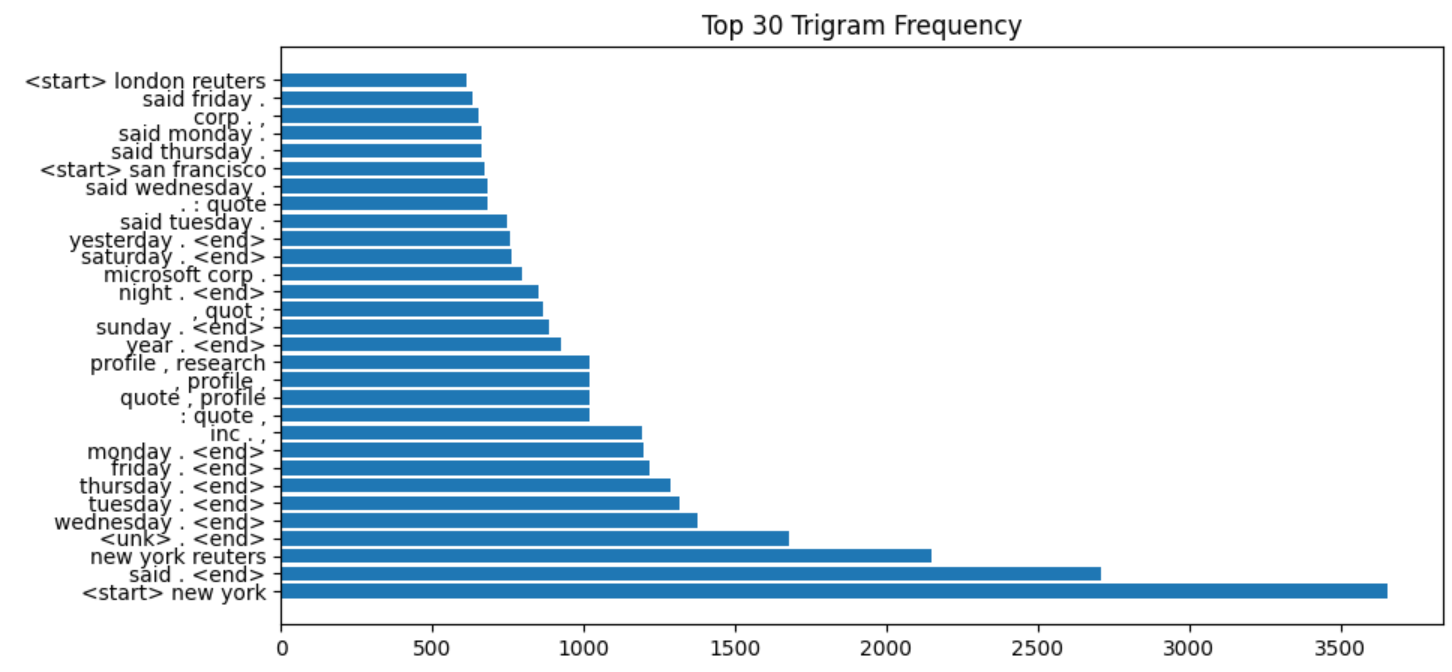 Top 30 Trigram Frequency
<start> london reuters
said friday .
corp . ,
said monday .
said thursday .
<start> san francisco
said wednesday .
. : quote
said tuesday .
yesterday . <end>
saturday . <end>
microsoft corp .
night . <end>
, quot ;
sunday . <end>
year . <end>
profile , research
, profile ,
quote , profile
: quote ,
inc . ,
monday . <end>
friday . <end>
thursday . <end>
tuesday . <end>
wednesday . <end>
<unk> . <end>
new york reuters
said . <end>
<start> new york
0 500 1000 1500 2000 2500 3000 3500